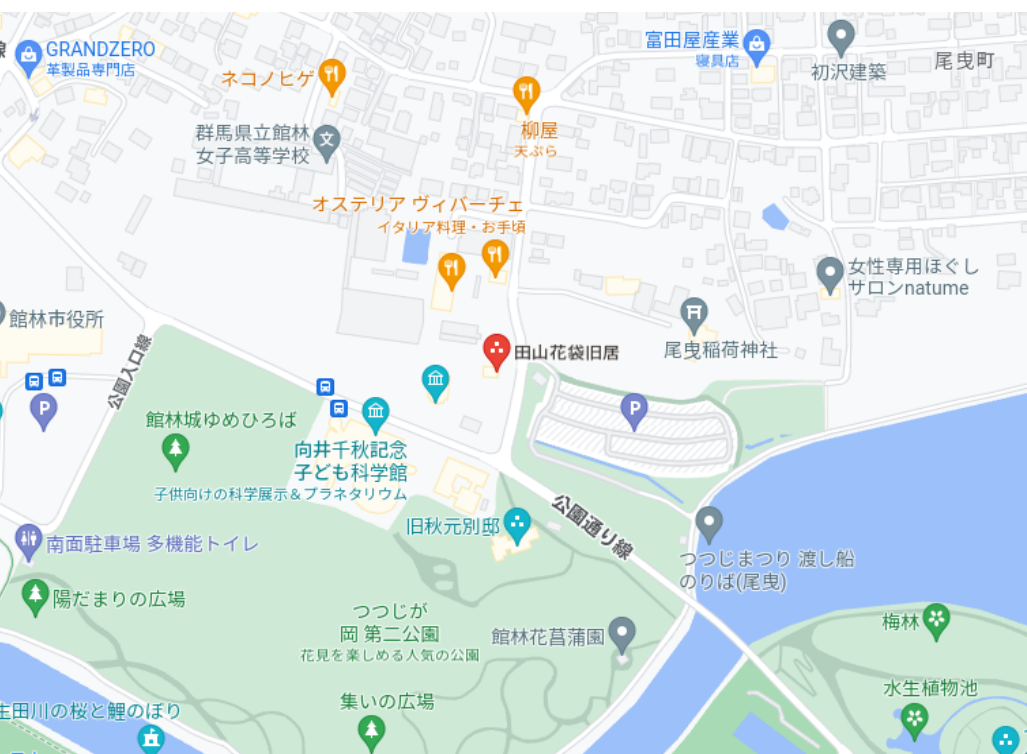 GRANDZERO
革製品専門店
線
ネコノヒゲ
富田屋産業
寝具店
初沢建築
尾曳町
群馬県立館林
女子高等学校
柳屋
天ぷら
オステリア ヴィバーチェ
イタリア料理・お手頃
女性専用ほぐし
サロンnatume
館林市役所
公園入口線
田山花袋旧居
尾曳稲荷神社
P
P
館林城ゆめひろば
向井千秋記念
子ども科学館
子供向けの科学展示&プラネタリウム
旧秋元別邸
公園通り線
南面駐車場 多機能トイレ
つつじまつり 渡し船
のりば(尾曳)
陽だまりの広場
つつじが
岡 第二公園
花見を楽しめる人気の公園
館林花菖蒲園
梅林
集いの広場
水生植物池
生田川の桜と鯉のぼり